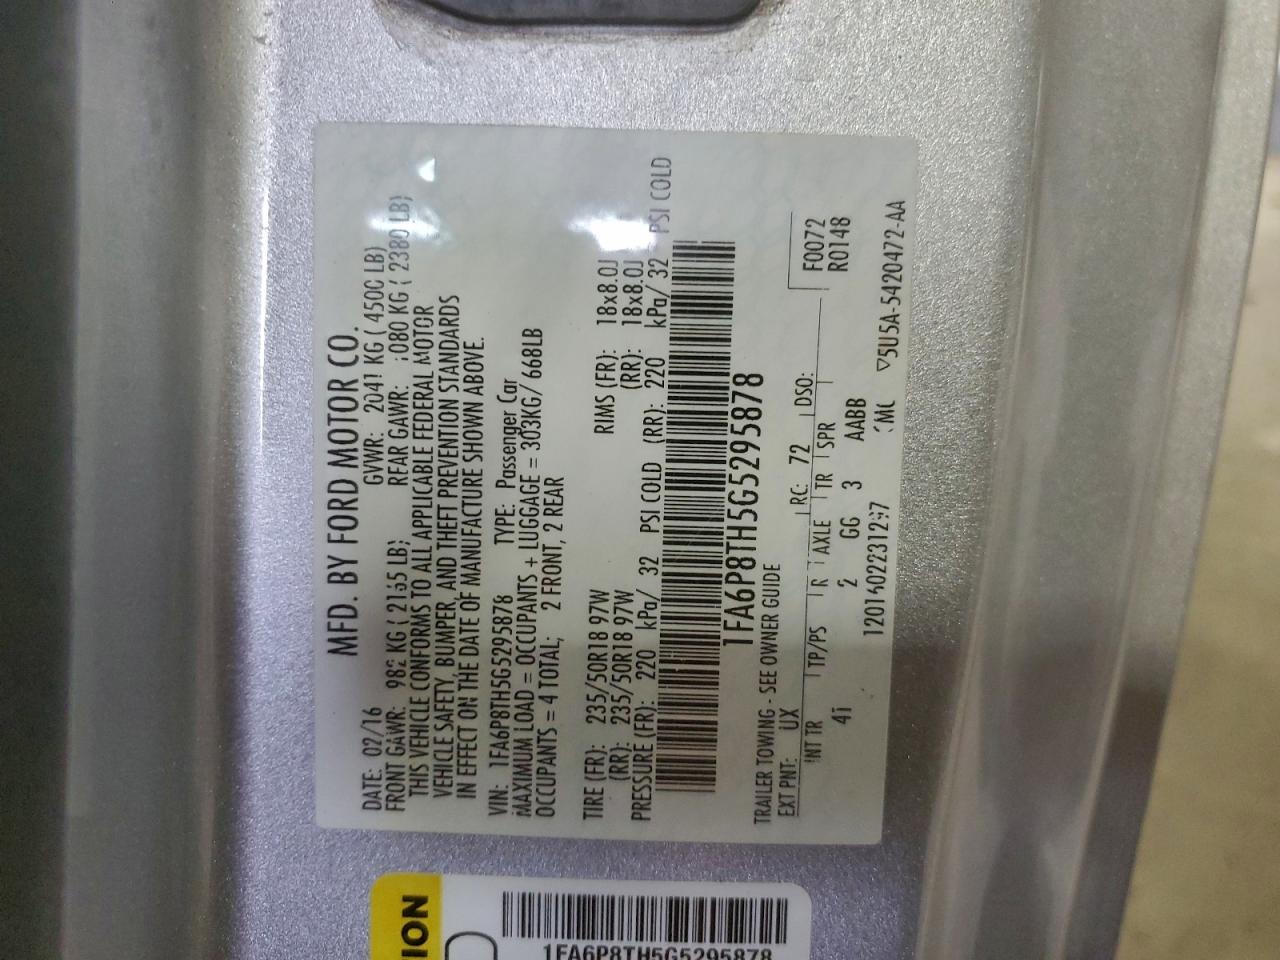 MFD. BY FORD MOTOR CO.
DATE: 02/16 GVWR: 2041 KG ( 4500 LB)
FRONT GAWR: KG ( LB) REAR GAWR: KG ( 2380 LB)
THIS VEHICLE CONFORMS TO ALL APPLICABLE FEDERAL MOTOR
VEHICLE SAFETY, BUMPER, AND THEFT PREVENTION STANDARDS
IN EFFECT ON THE DATE OF MANUFACTURE SHOWN ABOVE.
VIN: 1FA6P8TH5G5295878 TYPE: Passenger Car
MAXIMUM LOAD = OCCUPANTS + LUGGAGE = 303KG/ 668LB
OCCUPANTS = 4 TOTAL; 2 FRONT, 2 REAR
TIRE (FR): 235/50R18 97W RIMS (FR): 18x8.0J
(RR): 235/50R18 97W (RR): 18x8.0J
PRESSURE (FR): 220 kPa/ 32 PSI COLD (RR): 220 kPa/ 32 PSI COLD
1FA6P8TH5G5295878
TRAILER TOWING - SEE OWNER GUIDE
EXT PNT: UX RC: 72 DSO: F0072
INT TR TP/PS R AXLE TR SPR R0148
2 GG 3 AABB
5U5A-5420472-AA
ION
1FA6P8TH5G5295878